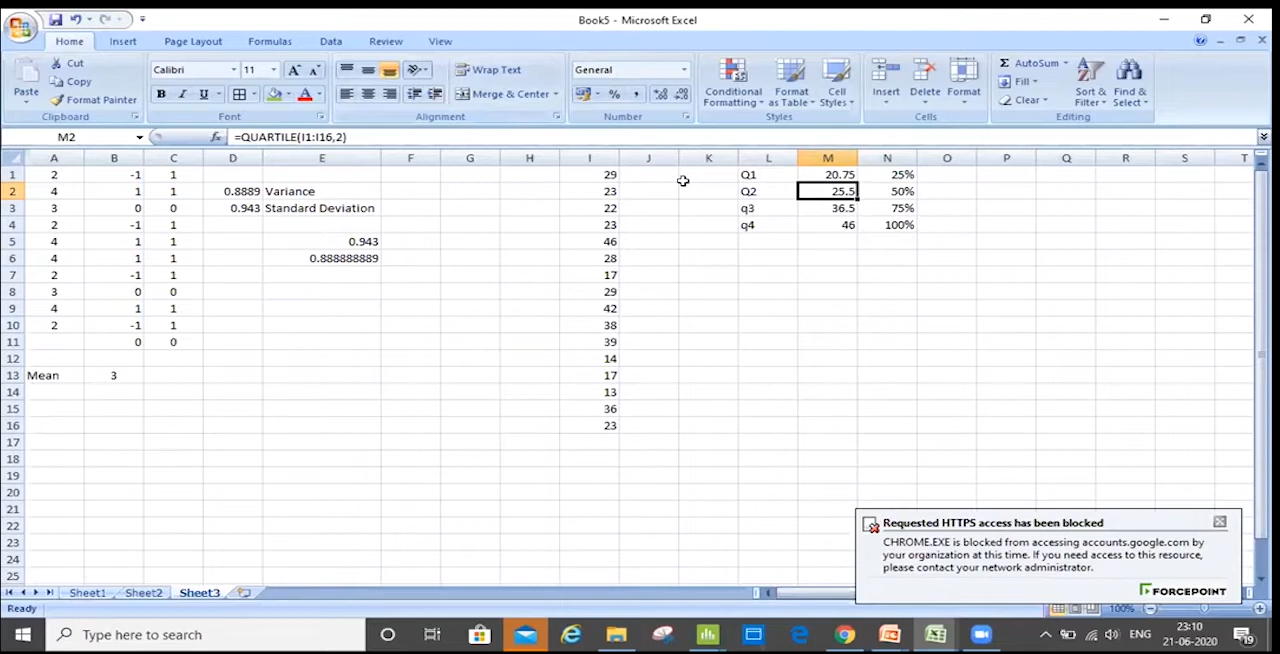 Book5 - Microsoft Excel
Home Insert Page Layout Formulas Data Review View
Cut
Copy
Format Painter
Paste
Clipboard
Calibri 11
B I U
Font
Wrap Text
Merge & Center
Alignment
General
% ,
Number
Conditional Formatting
Format as Table
Cell Styles
Styles
Insert Delete Format
Cells
AutoSum
Fill
Clear
Sort & Filter
Find & Select
Editing
M2 fx =QUARTILE(I1:I16,2)
A B C D E F G H I J K L M N O P Q R S T
1 2 -1 1 29 Q1 20.75 25%
2 4 1 1 0.8889 Variance 23 Q2 25.5 50%
3 3 0 0 0.943 Standard Deviation 22 q3 36.5 75%
4 2 -1 1 23 q4 46 100%
5 4 1 1 0.943 46
6 4 1 1 0.888888889 28
7 2 -1 1 17
8 3 0 0 29
9 4 1 1 42
10 2 -1 1 38
11 0 0 39
12 14
13 Mean 3 17
14 13
15 36
16 23
17
18
19
20
21
22
23
24
25
Requested HTTPS access has been blocked
CHROME.EXE is blocked from accessing accounts.google.com by
your organization at this time. If you need access to this resource,
please contact your network administrator.
FORCEPOINT
Sheet1 Sheet2 Sheet3
Ready 100%
Type here to search
ENG
23:10
21-06-2020
19